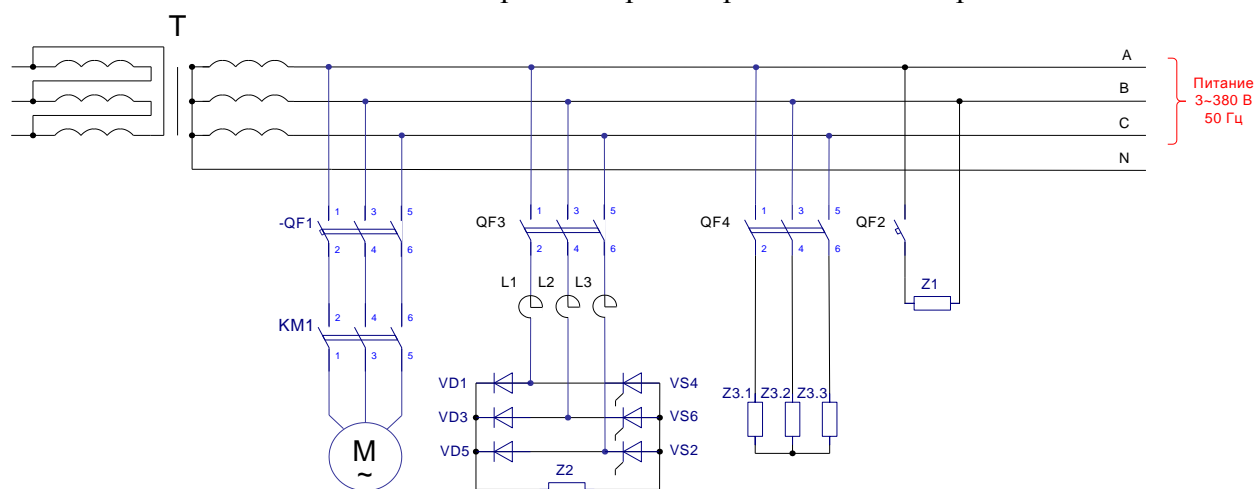 T
A
B
C
N
Питание
3~380 В
50 Гц
-QF1
1 3 5
2 4 6
QF3
1 3 5
2 4 6
QF4
1 3 5
2 4 6
QF2
L1 L2 L3
Z1
KM1
2 4 6
1 3 5
VD1 VS4
VD3 VS6
VD5 VS2
Z3.1 Z3.2 Z3.3
M
~
Z2